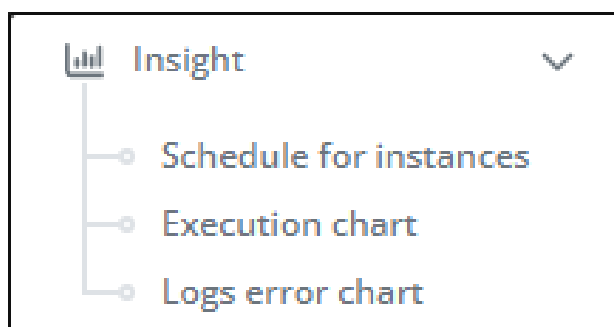 Insight
Schedule for instances
Execution chart
Logs error chart